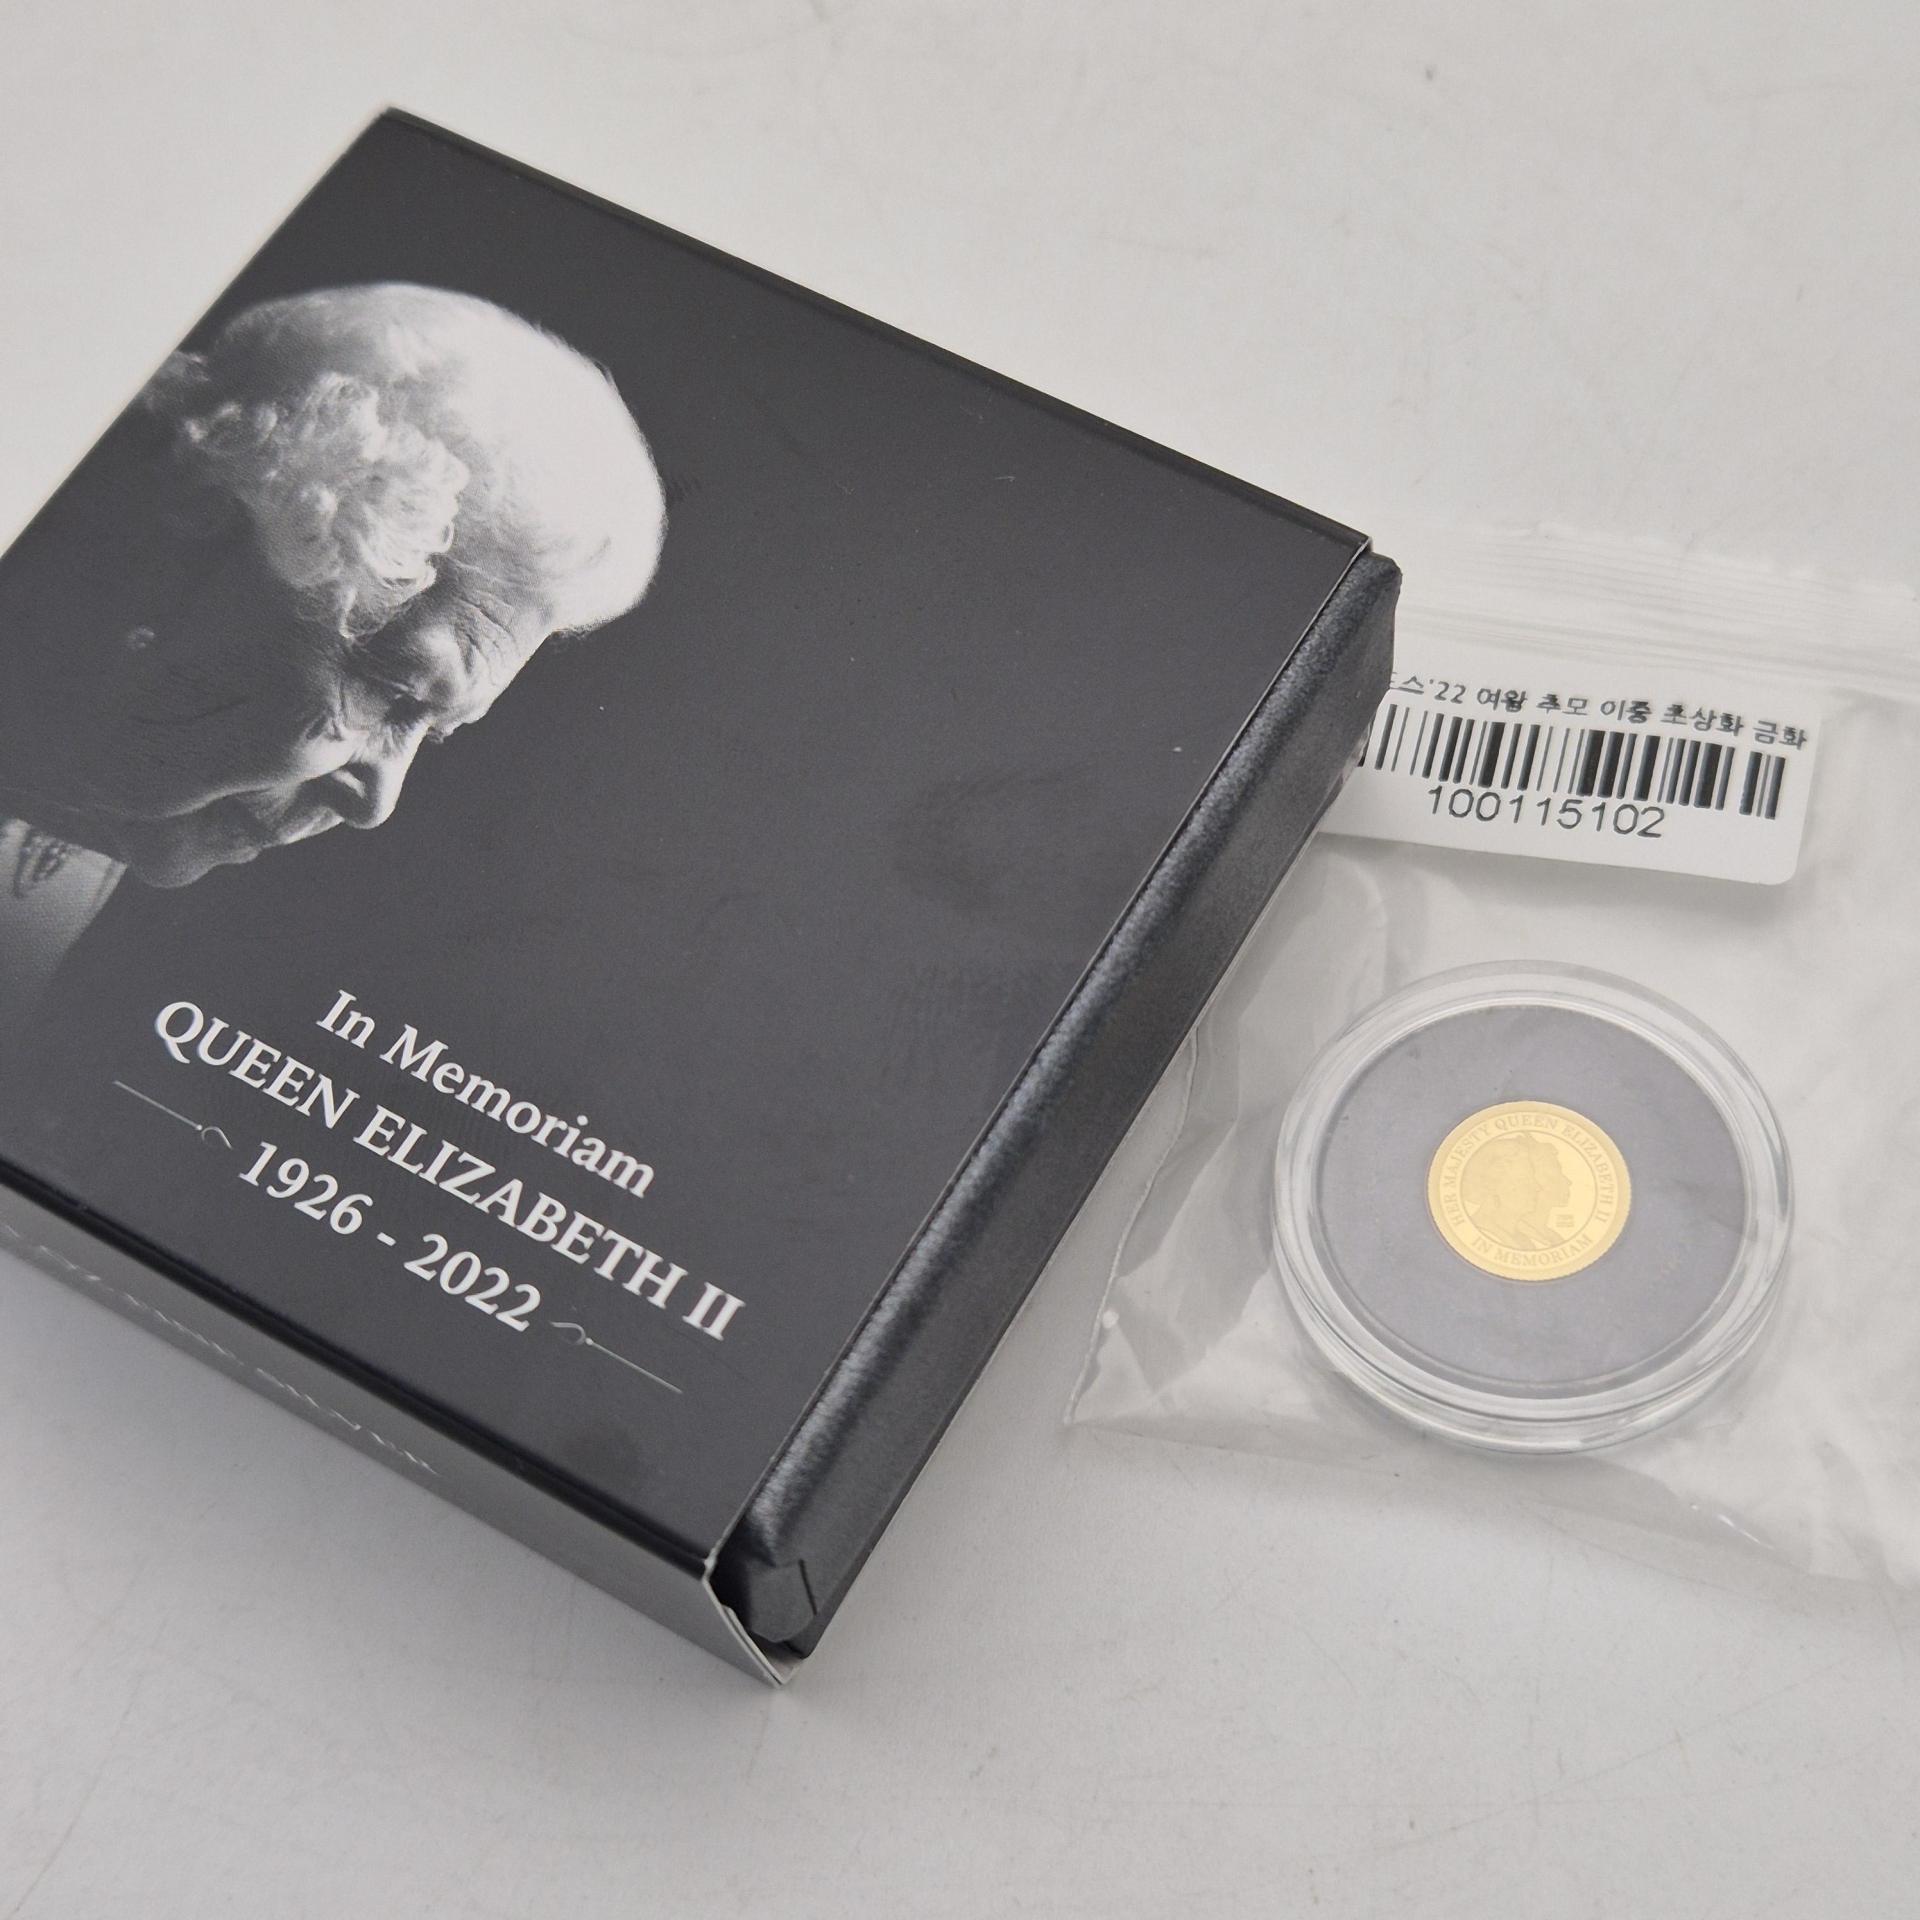 In Memoriam
QUEEN ELIZABETH II
1926 - 2022
'22 여왕 추모 이중 초상화 금화
100115102
HER MAJESTY QUEEN ELIZABETH II
IN MEMORIAM